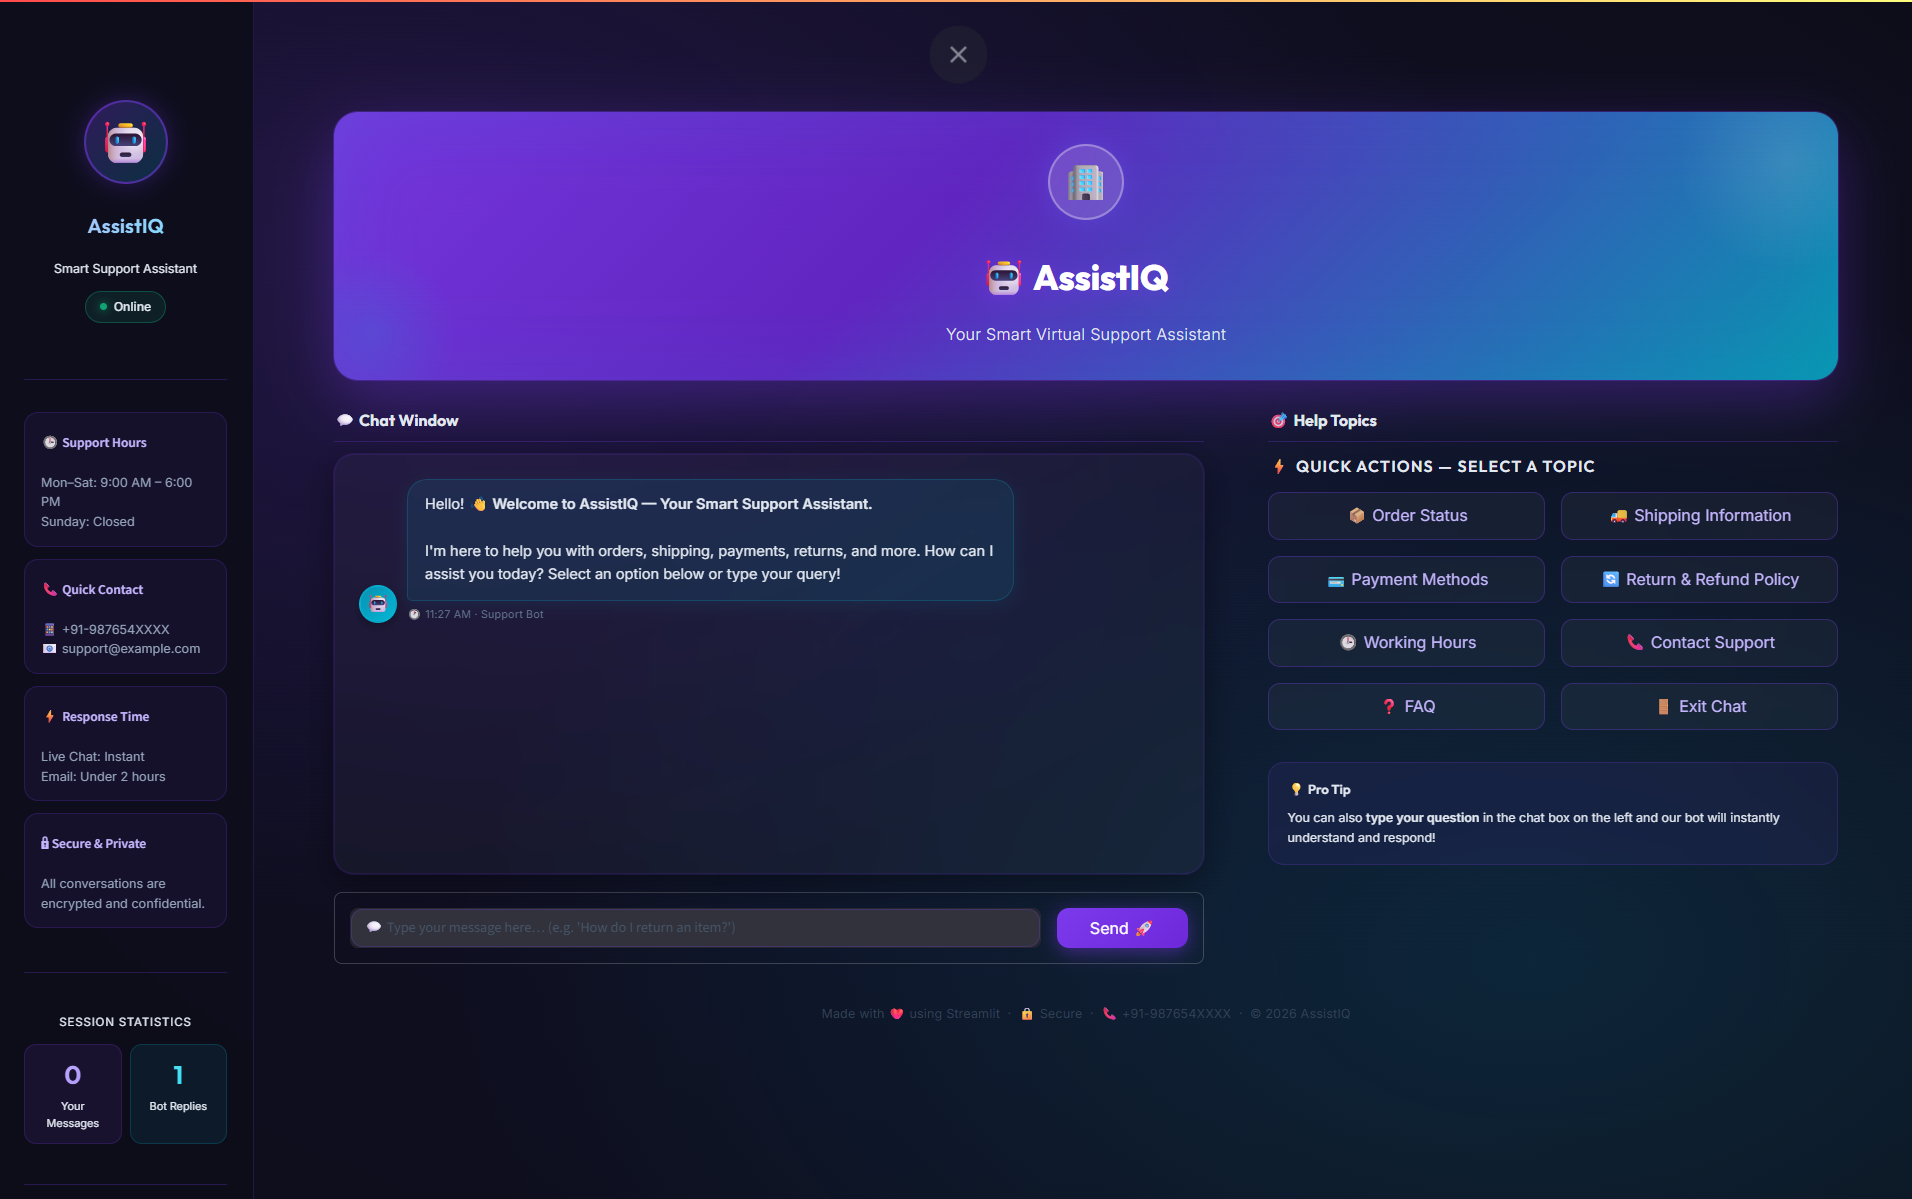 AssistIQ
Smart Support Assistant
Online
Support Hours
Mon–Sat: 9:00 AM – 6:00
PM
Sunday: Closed
Quick Contact
+91-987654XXXX
support@example.com
Response Time
Live Chat: Instant
Email: Under 2 hours
Secure & Private
All conversations are
encrypted and confidential.
SESSION STATISTICS
0
Your
Messages
1
Bot Replies
AssistIQ
Your Smart Virtual Support Assistant
Chat Window
Hello! 👋 Welcome to AssistIQ — Your Smart Support Assistant.
I'm here to help you with orders, shipping, payments, returns, and more. How can I
assist you today? Select an option below or type your query!
11:27 AM · Support Bot
Type your message here... (e.g. 'How do I return an item?')
Send 🚀
Help Topics
QUICK ACTIONS — SELECT A TOPIC
Order Status
Shipping Information
Payment Methods
Return & Refund Policy
Working Hours
Contact Support
FAQ
Exit Chat
Pro Tip
You can also type your question in the chat box on the left and our bot will instantly
understand and respond!
Made with ❤️ using Streamlit · 🔒 Secure · 📞 +91-987654XXXX · © 2026 AssistIQ